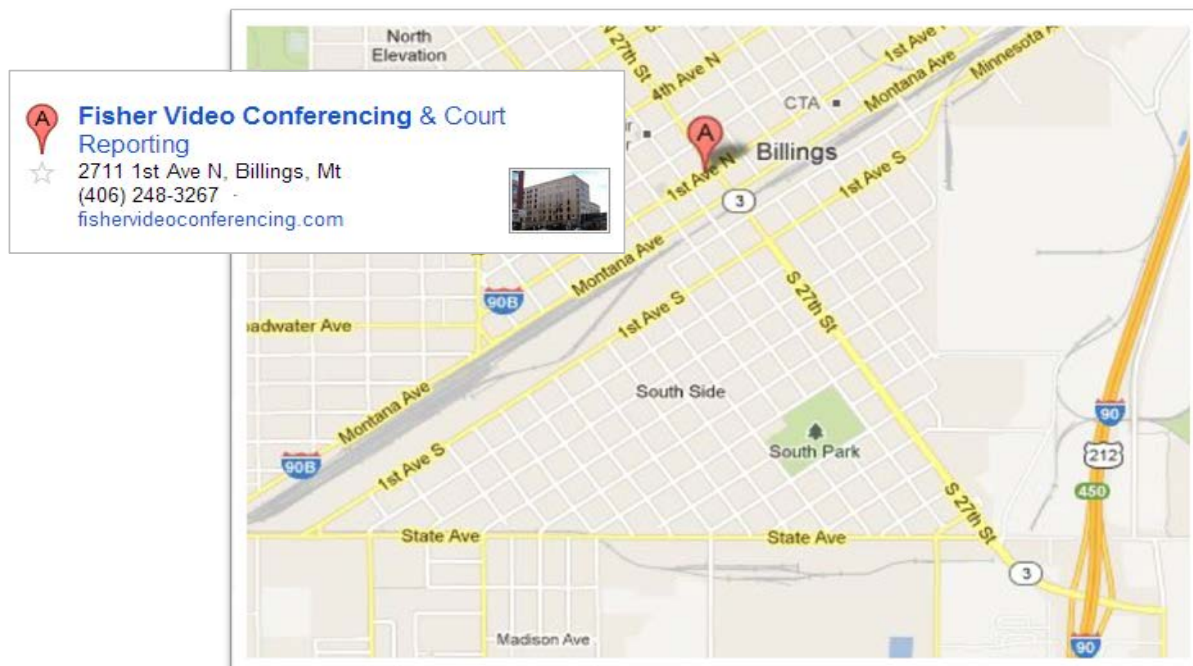 Fisher Video Conferencing & Court
Reporting
2711 1st Ave N, Billings, Mt
(406) 248-3267 -
fishervideoconferencing.com
A
North
Elevation
N 27th St
4th Ave N
1st Ave
Montana Ave
Minnesota
CTA
A
Billings
1st Ave N
3
1st Ave S
Montana Ave
S 27th St
90B
1st Ave S
Ave
South Side
Montana Ave
90
South Park
212
90B
1st Ave S
450
S 27th St
State Ave
State Ave
3
Madison Ave
90